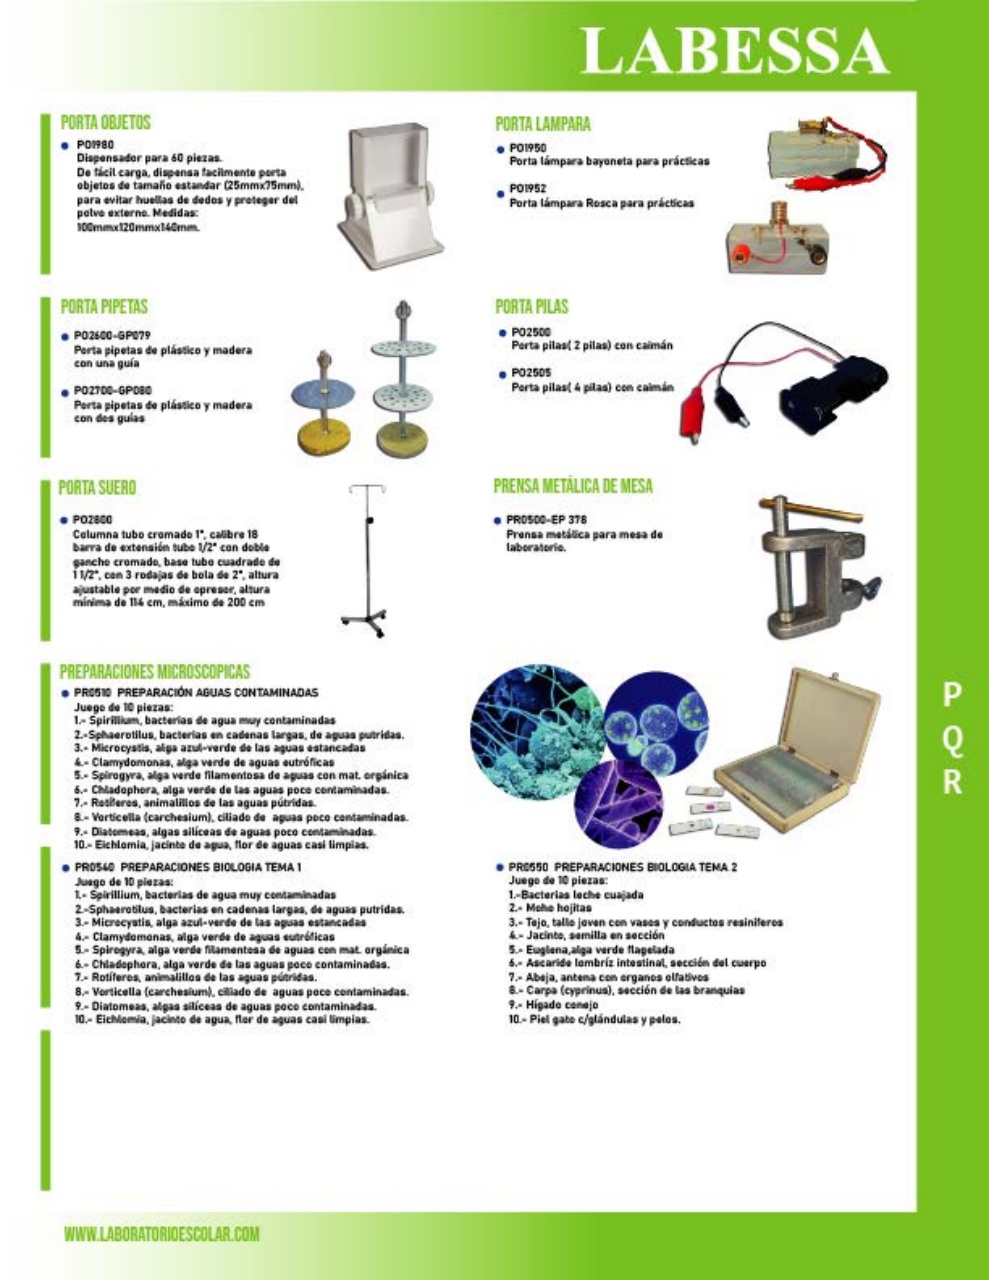 LABESSA
PORTA OBJETOS
PO1980
Dispensador para 60 piezas.
De fácil carga, dispensa facilmente porta
objetos de tamaño estandar (25mmx75mm),
para evitar huellas de dedos y proteger del
polvo externo. Medidas:
100mmx120mmx140mm.
PORTA LAMPARA
PO1950
Porta lámpara bayoneta para prácticas
PO1952
Porta lámpara Rosca para prácticas
PORTA PIPETAS
PO2600-GP079
Porta pipetas de plástico y madera
con una guía
PO2700-GP080
Porta pipetas de plástico y madera
con dos guías
PORTA PILAS
PO2500
Porta pilas( 2 pilas) con caimán
PO2505
Porta pilas( 4 pilas) con caimán
PORTA SUERO
PO2800
Columna tubo cromado 1", calibre 18
barra de extensión tubo 1/2" con doble
gancho cromado, base tubo cuadrado de
1 1/2", con 3 rodajas de bola de 2", altura
ajustable por medio de opresor, altura
mínima de 114 cm, máximo de 200 cm
PRENSA METÁLICA DE MESA
PR0500-EP 378
Prensa metálica para mesa de
laboratorio.
PREPARACIONES MICROSCOPICAS
PR0510 PREPARACIÓN AGUAS CONTAMINADAS
Juego de 10 piezas:
1.- Spirillium, bacterias de agua muy contaminadas
2.-Sphaerotilus, bacterias en cadenas largas, de aguas putridas.
3.- Microcystis, alga azul-verde de las aguas estancadas
4.- Clamydomonas, alga verde de aguas eutróficas
5.- Spirogyra, alga verde filamentosa de aguas con mat. orgánica
6.- Chladophora, alga verde de las aguas poco contaminadas.
7.- Rotíferos, animalillos de las aguas pútridas.
8.- Vorticella (carchesium), ciliado de aguas poco contaminadas.
9.- Diatomeas, algas silíceas de aguas poco contaminadas.
10.- Eichlomia, jacinto de agua, flor de aguas casi limpias.
PR0540 PREPARACIONES BIOLOGIA TEMA 1
Juego de 10 piezas:
1.- Spirillium, bacterias de agua muy contaminadas
2.-Sphaerotilus, bacterias en cadenas largas, de aguas putridas.
3.- Microcystis, alga azul-verde de las aguas estancadas
4.- Clamydomonas, alga verde de aguas eutróficas
5.- Spirogyra, alga verde filamentosa de aguas con mat. orgánica
6.- Chladophora, alga verde de las aguas poco contaminadas.
7.- Rotíferos, animalillos de las aguas pútridas.
8.- Vorticella (carchesium), ciliado de aguas poco contaminadas.
9.- Diatomeas, algas silíceas de aguas poco contaminadas.
10.- Eichlomia, jacinto de agua, flor de aguas casi limpias.
PR0550 PREPARACIONES BIOLOGIA TEMA 2
Juego de 10 piezas:
1.-Bacterias leche cuajada
2.- Moho hojitas
3.- Tejo, tallo joven con vasos y conductos resiniferos
4.- Jacinto, semilla en sección
5.- Euglena,alga verde flagelada
6.- Ascaride lombríz intestinal, sección del cuerpo
7.- Abeja, antena con organos olfativos
8.- Carpa (cyprinus), sección de las branquias
9.- Hígado conejo
10.- Piel gato c/glándulas y pelos.
P
Q
R
WWW.LABORATORIOESCOLAR.COM